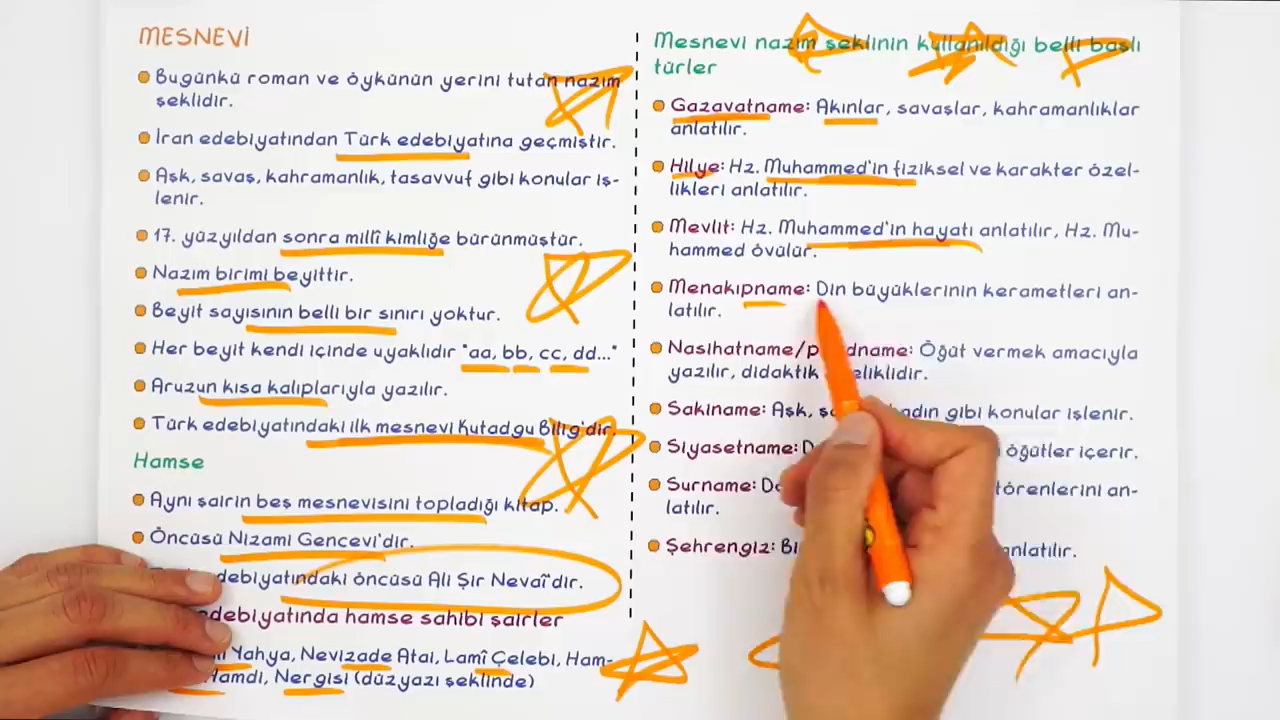 MESNEVİ
Bugünkü roman ve öykünün yerini tutan nazım
şeklidir.
İran edebiyatından Türk edebiyatına geçmiştir.
Aşk, savaş, kahramanlık, tasavvuf gibi konular iş-
lenir.
17. yüzyıldan sonra millî kimliğe bürünmüştür.
Nazım birimi beyittir.
Beyit sayısının belli bir sınırı yoktur.
Her beyit kendi içinde uyaklıdır "aa, bb, cc, dd..."
Aruzun kısa kalıplarıyla yazılır.
Türk edebiyatındaki ilk mesnevi Kutadgu Bilig'dir.
Hamse
Aynı şairin beş mesnevisini topladığı kitap.
Öncüsü Nizami Gencevi'dir.
edebiyatındaki öncüsü Ali Şir Nevaî'dir.
edebiyatında hamse sahibi şairler
Yahya, Nevizade Atai, Lamî Çelebi, Ham-
Hamdi, Nergisi (düzyazı şeklinde)
Mesnevi nazım şeklinin kullanıldığı belli başlı
türler
Gazavatname: Akınlar, savaşlar, kahramanlıklar
anlatılır.
Hilye: Hz. Muhammed'in fiziksel ve karakter özel-
likleri anlatılır.
Mevlit: Hz. Muhammed'in hayatı anlatılır, Hz. Mu-
hammed övülür.
Menakıpname: Din büyüklerinin kerametleri an-
latılır.
Nasihatname/ Öğüt vermek amacıyla
yazılır, didaktik
Sakiname: Aşk, gibi konular işlenir.
Siyasetname: öğütler içerir.
Surname: törenlerini an-
latılır.
Şehrengiz: anlatılır.